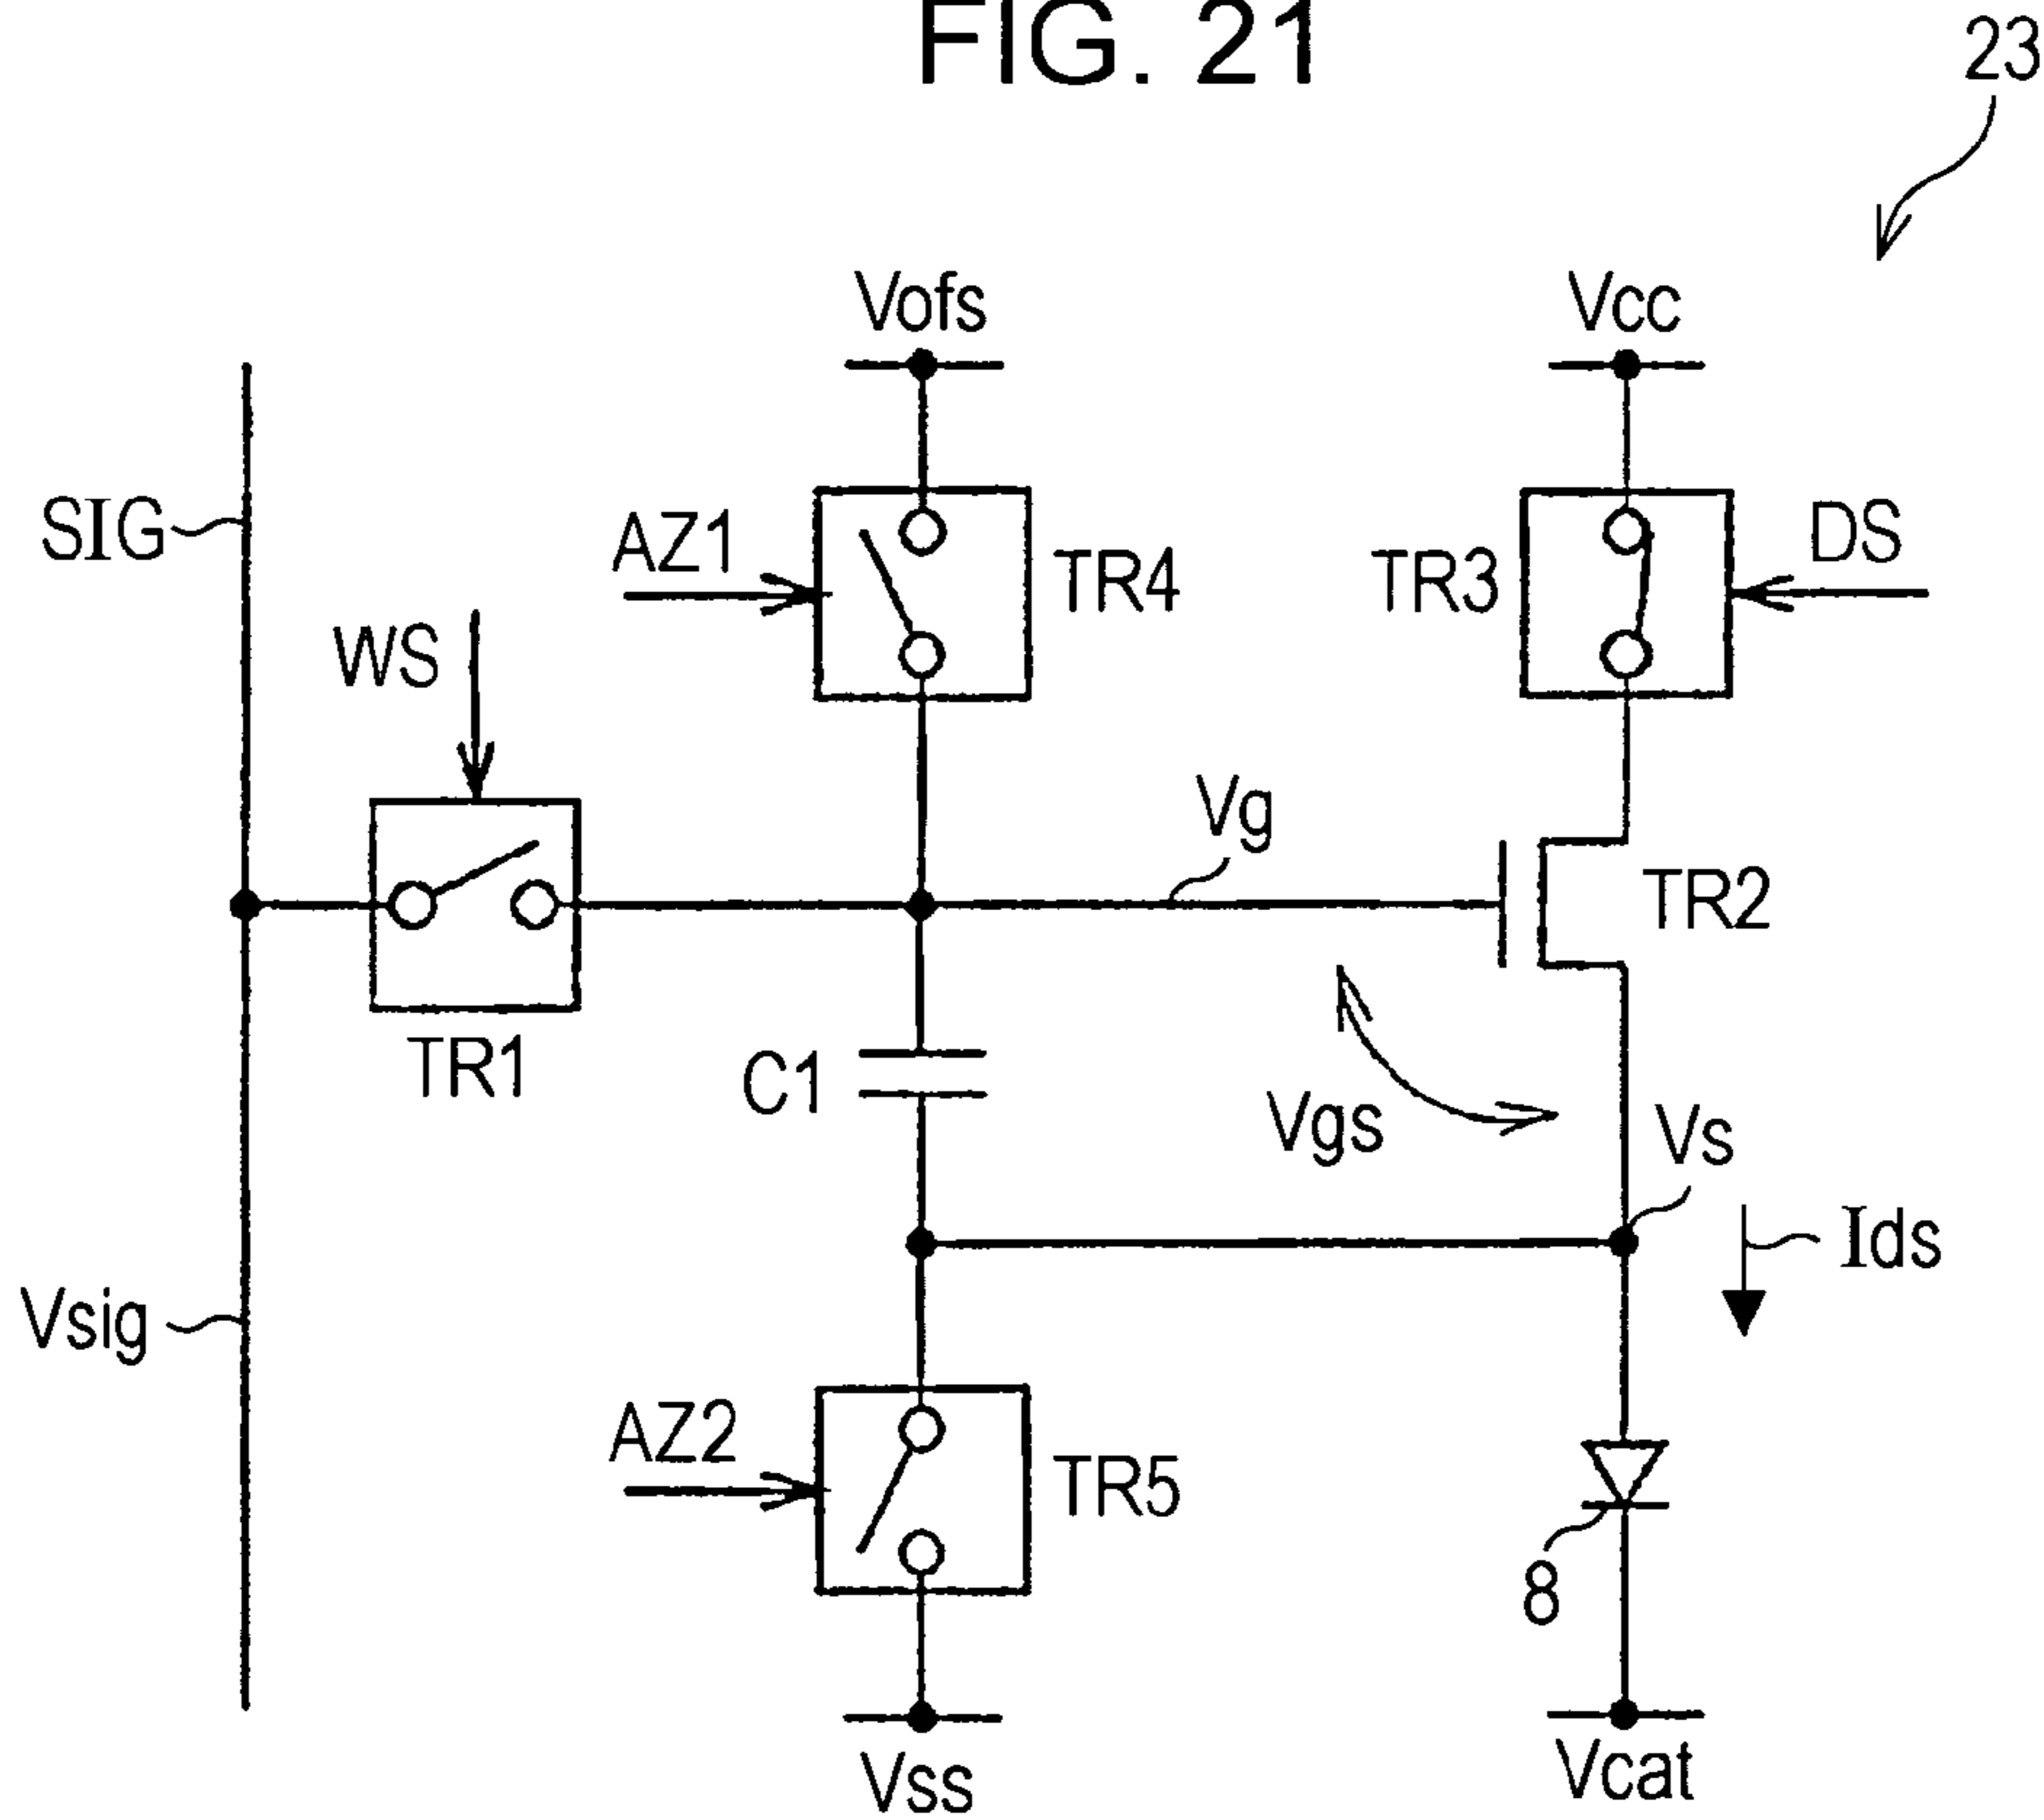 FIG. 21
23
Vofs
Vcc
SIG
AZ1
TR4
TR3
DS
WS
Vg
TR2
TR1
C1
Vgs
Vs
Ids
Vsig
AZ2
TR5
8
Vss
Vcat